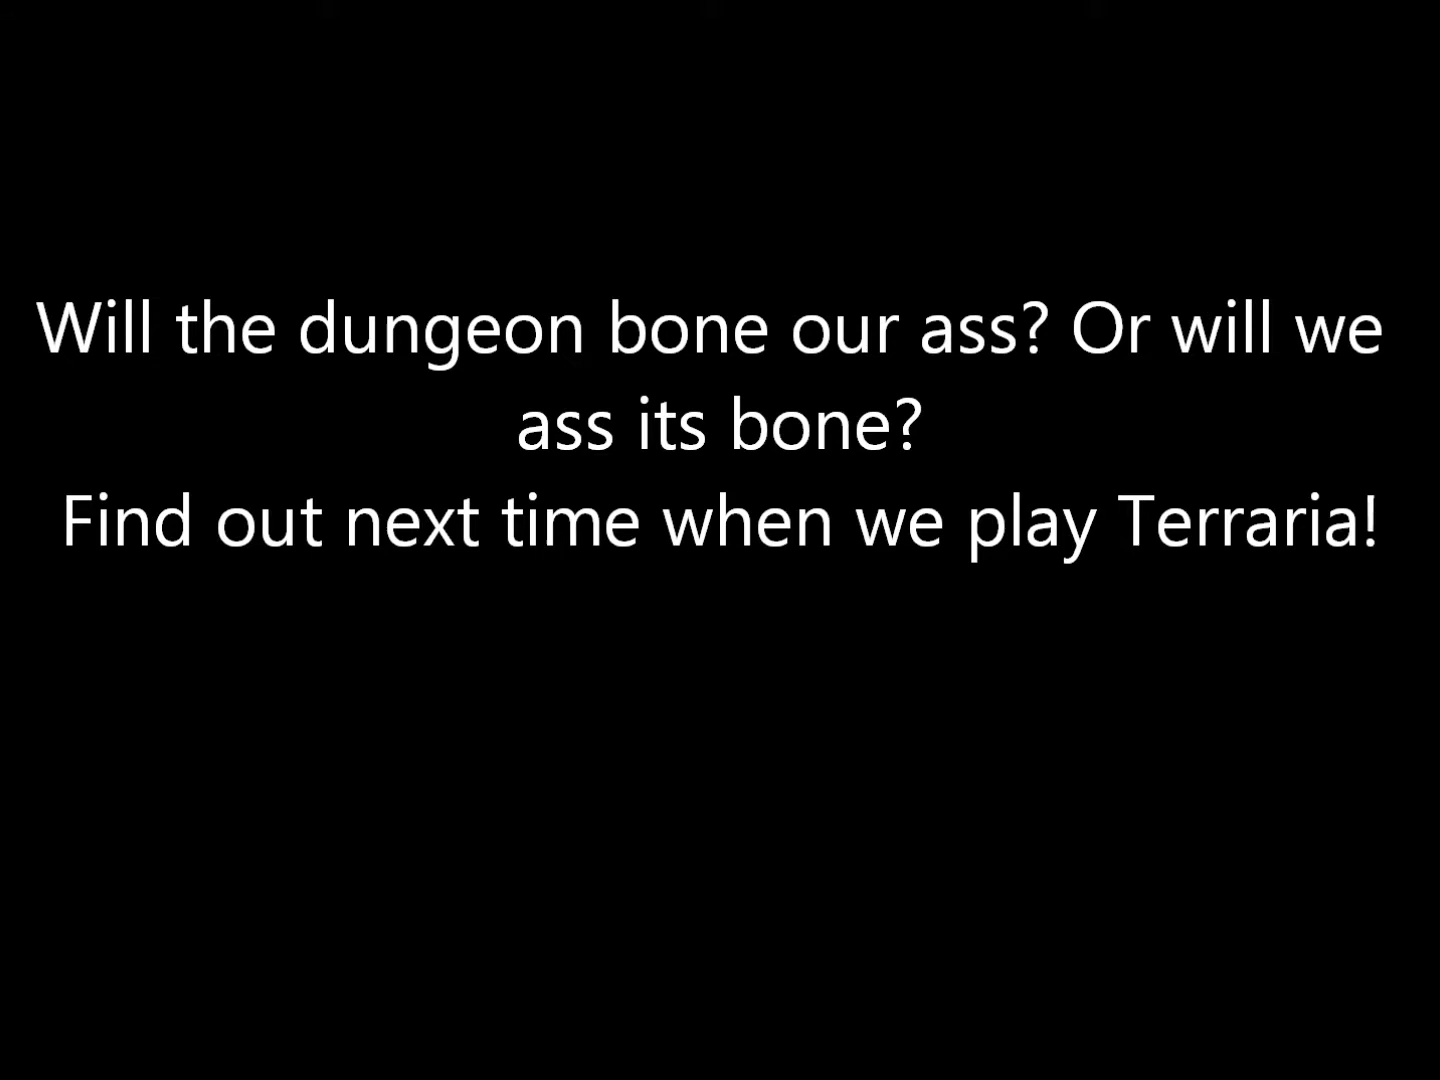 Will the dungeon bone our ass? Or will we
ass its bone?
Find out next time when we play Terraria!